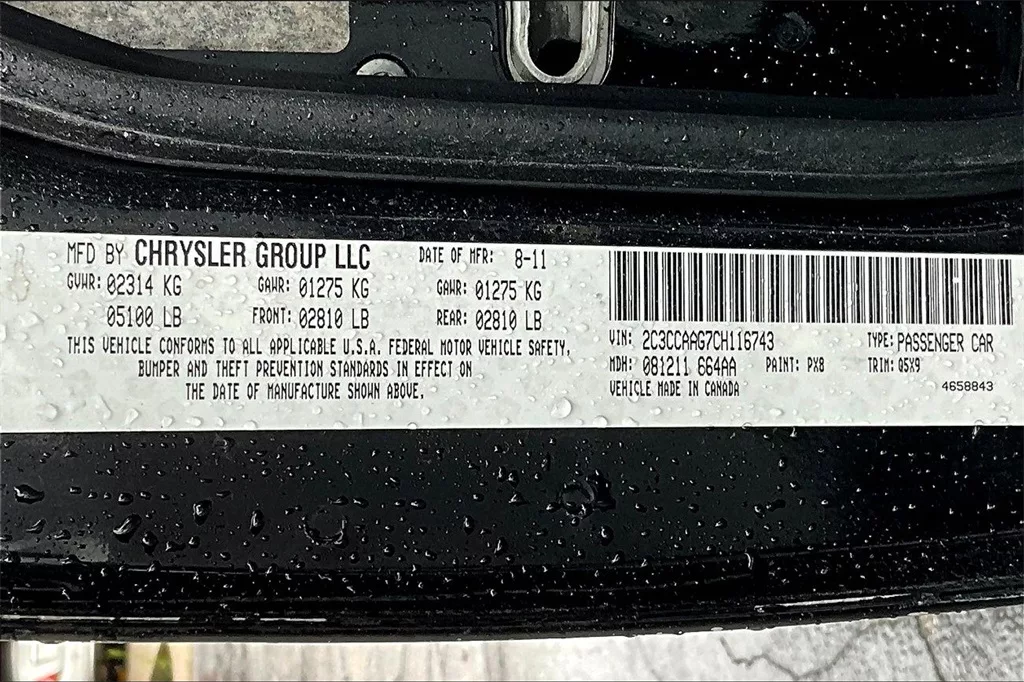 MFD BY CHRYSLER GROUP LLC DATE OF MFR: 8-11
GVWR: 02314 KG GAWR: 01275 KG GAWR: 01275 KG
05100 LB FRONT: 02810 LB REAR: 02810 LB
THIS VEHICLE CONFORMS TO ALL APPLICABLE U.S.A. FEDERAL MOTOR VEHICLE SAFETY,
BUMPER AND THEFT PREVENTION STANDARDS IN EFFECT ON
THE DATE OF MANUFACTURE SHOWN ABOVE.
VIN: 2C3CCAAG7CH116743 TYPE: PASSENGER CAR
MDH: 081211 664AA PAINT: PX8 TRIM: Q5X9
VEHICLE MADE IN CANADA 4658843